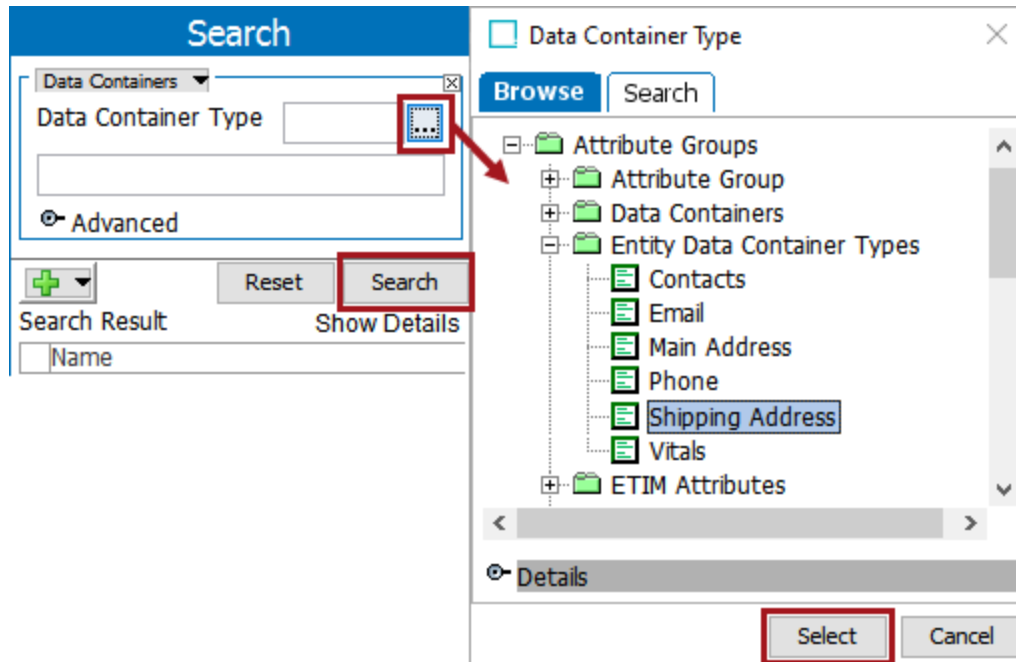 Search
Data Containers
Data Container Type
...
Advanced
Reset
Search
Search Result
Show Details
Name
Data Container Type
Browse
Search
Attribute Groups
Attribute Group
Data Containers
Entity Data Container Types
Contacts
Email
Main Address
Phone
Shipping Address
Vitals
ETIM Attributes
Details
Select
Cancel